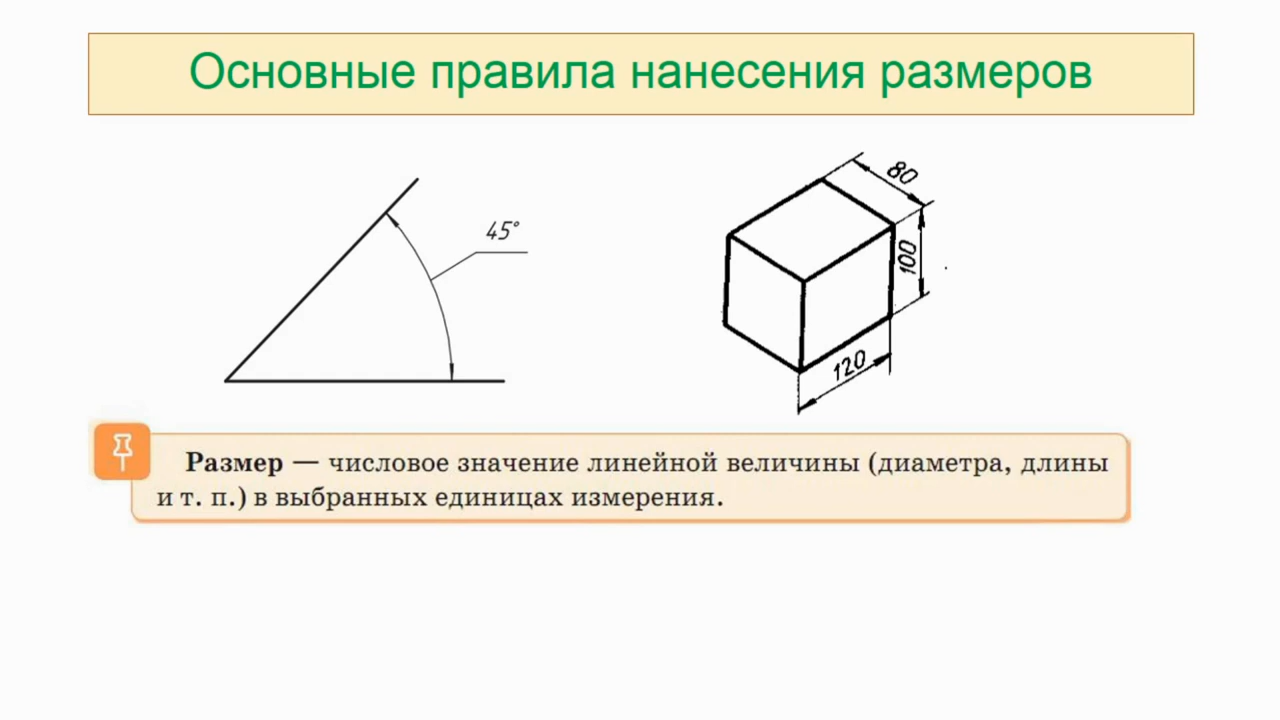 Основные правила нанесения размеров
45°
80
100
120
Размер — числовое значение линейной величины (диаметра, длины
и т. п.) в выбранных единицах измерения.